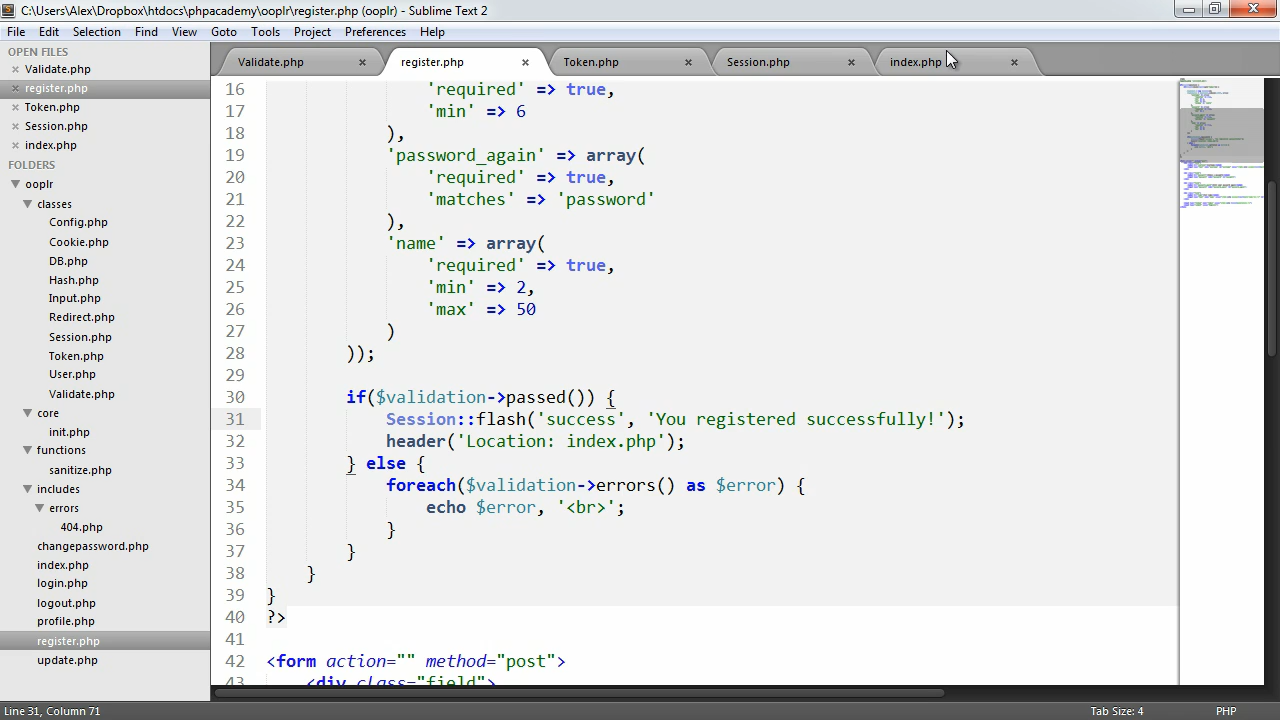 C:\Users\Alex\Dropbox\htdocs\phpacademy\ooplr\register.php (ooplr) - Sublime Text 2
File Edit Selection Find View Goto Tools Project Preferences Help
OPEN FILES
Validate.php
register.php
Token.php
Session.php
index.php
FOLDERS
ooplr
classes
Config.php
Cookie.php
DB.php
Hash.php
Input.php
Redirect.php
Session.php
Token.php
User.php
Validate.php
core
init.php
functions
sanitize.php
includes
errors
404.php
changepassword.php
index.php
login.php
logout.php
profile.php
register.php
update.php
Validate.php register.php Token.php Session.php index.php
16 'required' => true,
17 'min' => 6
18 ),
19 'password_again' => array(
20 'required' => true,
21 'matches' => 'password'
22 ),
23 'name' => array(
24 'required' => true,
25 'min' => 2,
26 'max' => 50
27 )
28 ));
29
30 if($validation->passed()) {
31 Session::flash('success', 'You registered successfully!');
32 header('Location: index.php');
33 } else {
34 foreach($validation->errors() as $error) {
35 echo $error, '<br>';
36 }
37 }
38 }
39 }
40 ?>
41
42 <form action="" method="post">
43 <div class="field">
Line 31, Column 71 Tab Size: 4 PHP